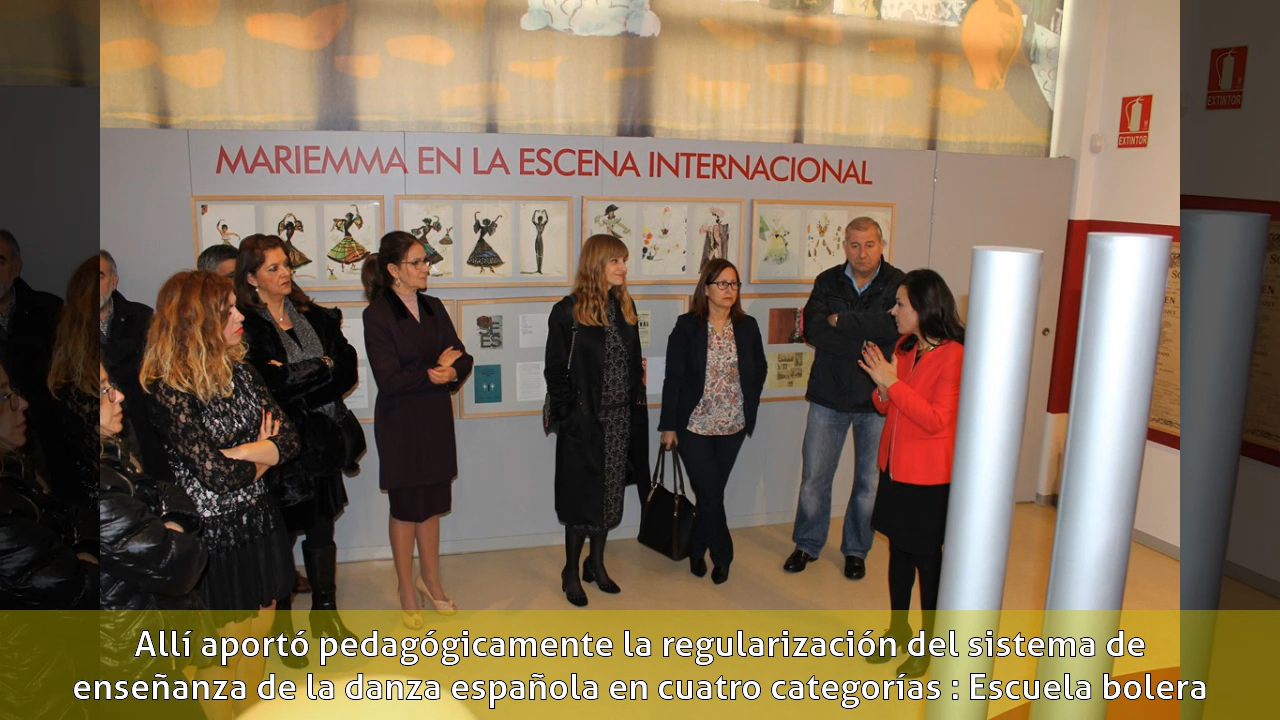 MARIEMMA EN LA ESCENA INTERNACIONAL
EXTINTOR
EXTINTOR
Allí aportó pedagógicamente la regularización del sistema de
enseñanza de la danza española en cuatro categorías : Escuela bolera